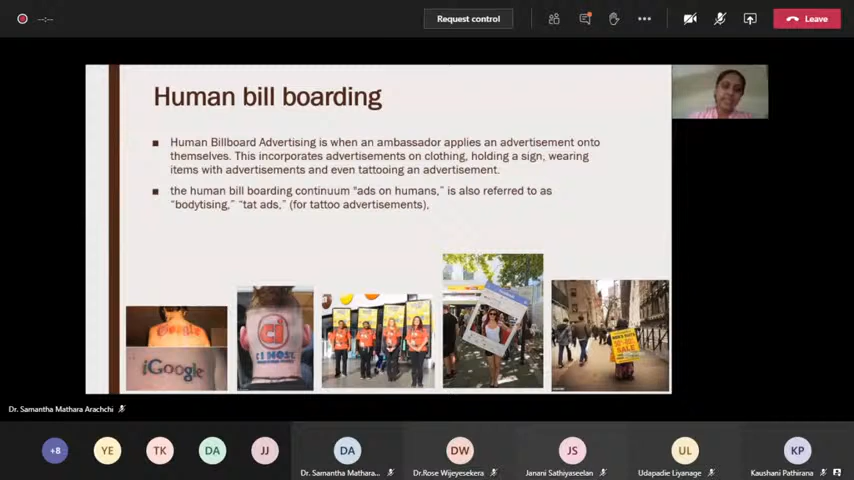 --:--
Request control
Leave
Human bill boarding
Human Billboard Advertising is when an ambassador applies an advertisement onto
themselves. This incorporates advertisements on clothing, holding a sign, wearing
items with advertisements and even tattooing an advertisement.
the human bill boarding continuum "ads on humans," is also referred to as
"bodytising," "tat ads," (for tattoo advertisements),
Google
iGoogle
ci
CI HOST
SALE
Dr. Samantha Mathara Arachchi
+8
YE
TK
DA
JJ
DA
DW
JS
UL
KP
Dr. Samantha Mathara...
Dr.Rose Wijeyesekera
Janani Sathiyaseelan
Udapadie Liyanage
Kaushani Pathirana